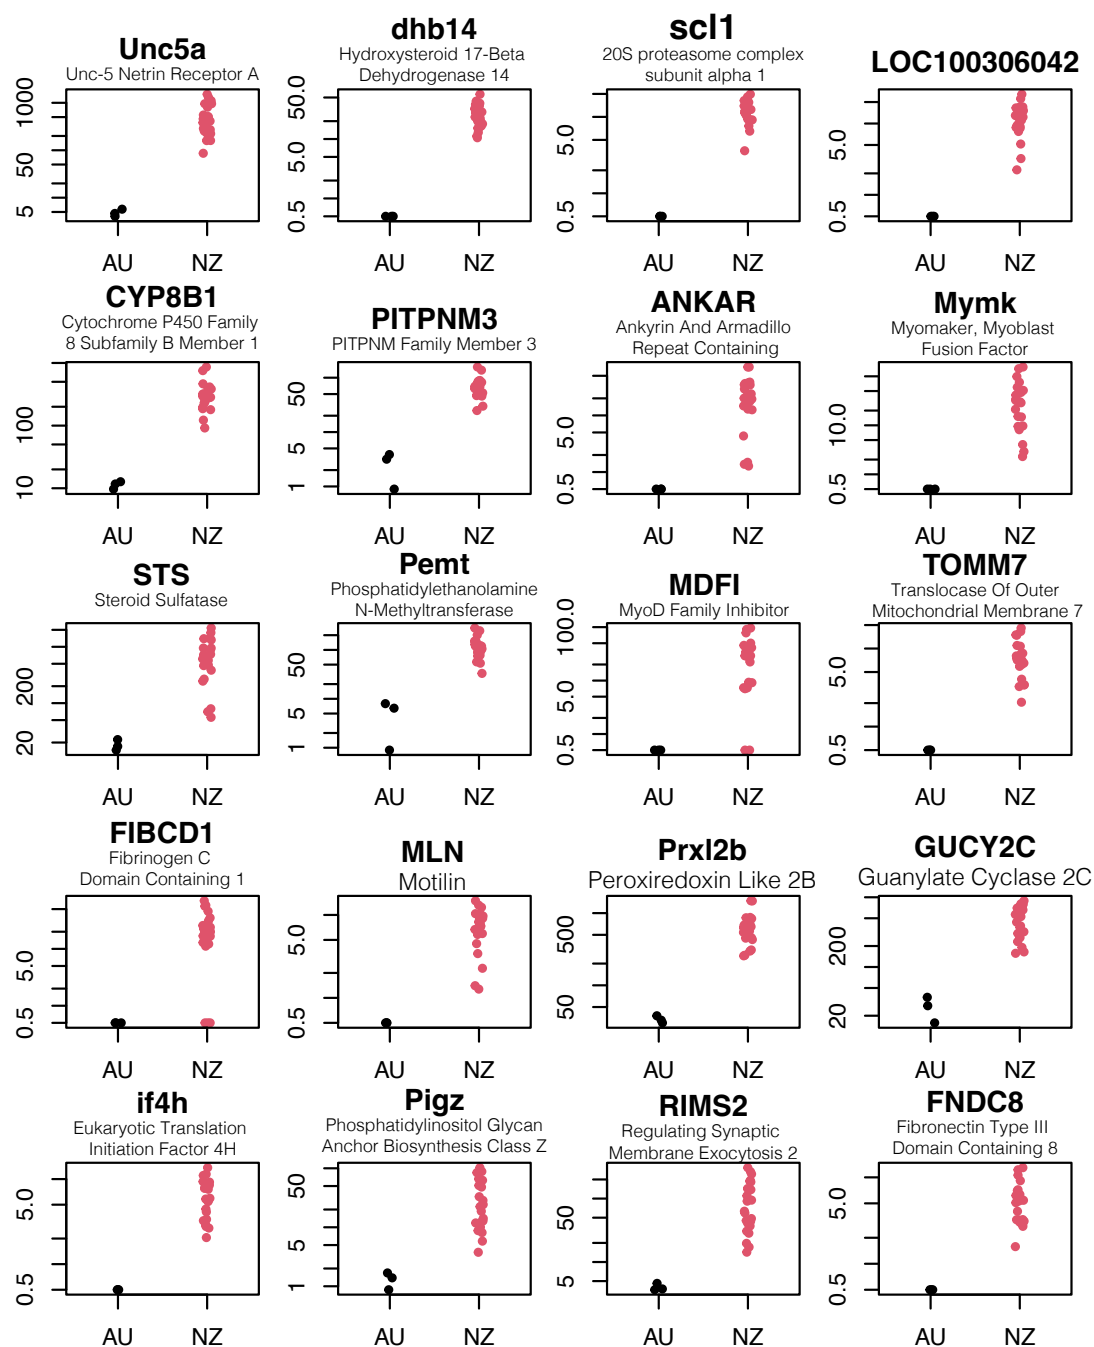 Unc5a
Unc-5 Netrin Receptor A
1000
50
5
AU NZ
dhb14
Hydroxysteroid 17-Beta
Dehydrogenase 14
50.0
5.0
0.5
AU NZ
scl1
20S proteasome complex
subunit alpha 1
5.0
0.5
AU NZ
LOC100306042
5.0
0.5
AU NZ
CYP8B1
Cytochrome P450 Family
8 Subfamily B Member 1
100
10
AU NZ
PITPNM3
PITPNM Family Member 3
50
5
1
AU NZ
ANKAR
Ankyrin And Armadillo
Repeat Containing
5.0
0.5
AU NZ
Mymk
Myomaker, Myoblast
Fusion Factor
10.0
0.5
AU NZ
STS
Steroid Sulfatase
200
20
AU NZ
Pemt
Phosphatidylethanolamine
N-Methyltransferase
50
5
1
AU NZ
MDFI
MyoD Family Inhibitor
100.0
5.0
0.5
AU NZ
TOMM7
Translocase Of Outer
Mitochondrial Membrane 7
5.0
0.5
AU NZ
FIBCD1
Fibrinogen C
Domain Containing 1
5.0
0.5
AU NZ
MLN
Motilin
5.0
0.5
AU NZ
Prxl2b
Peroxiredoxin Like 2B
500
50
AU NZ
GUCY2C
Guanylate Cyclase 2C
200
20
AU NZ
if4h
Eukaryotic Translation
Initiation Factor 4H
5.0
0.5
AU NZ
Pigz
Phosphatidylinositol Glycan
Anchor Biosynthesis Class Z
50
5
1
AU NZ
RIMS2
Regulating Synaptic
Membrane Exocytosis 2
50
5
AU NZ
FNDC8
Fibronectin Type III
Domain Containing 8
5.0
0.5
AU NZ